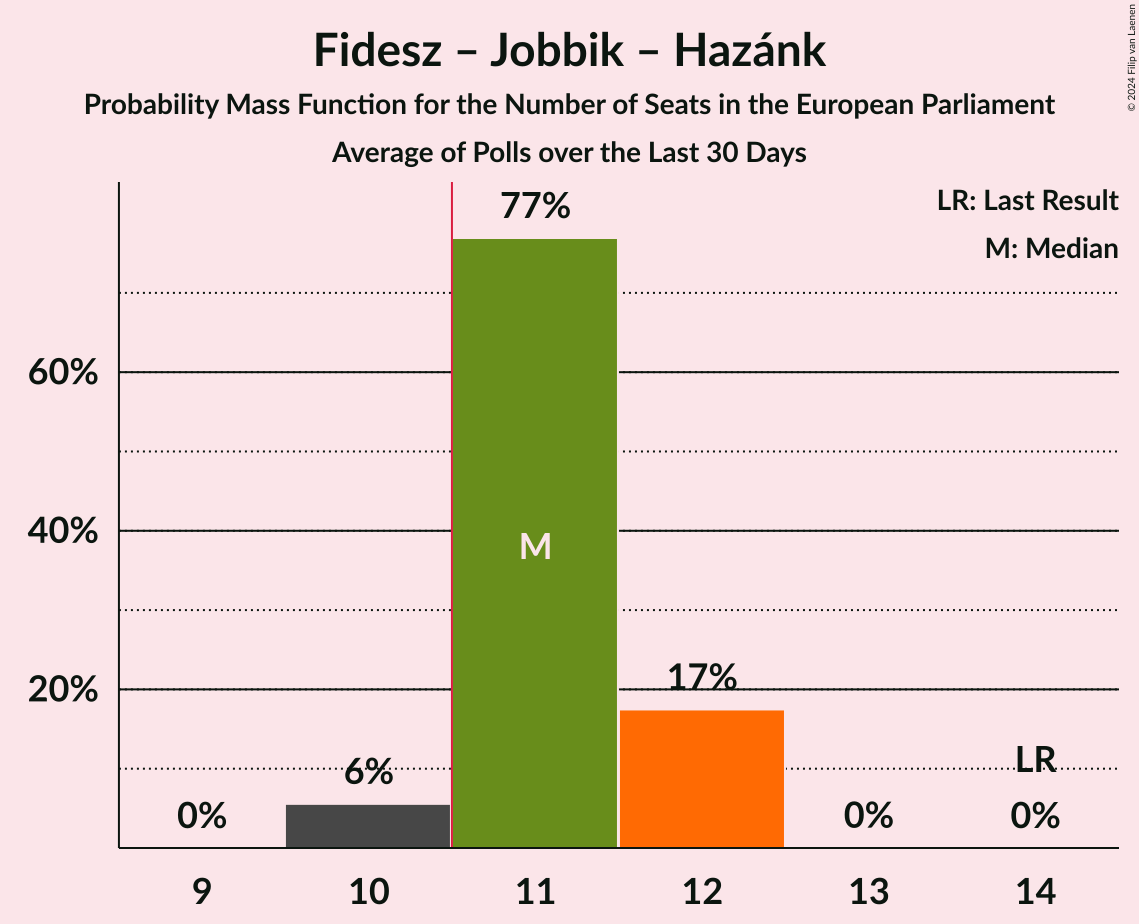 Fidesz – Jobbik – Hazánk
Probability Mass Function for the Number of Seats in the European Parliament
Average of Polls over the Last 30 Days
© 2024 Filip van Laenen
LR: Last Result
M: Median
77%
60%
40%
M
20%
17%
6%
LR
0%
0%
0%
9 10 11 12 13 14